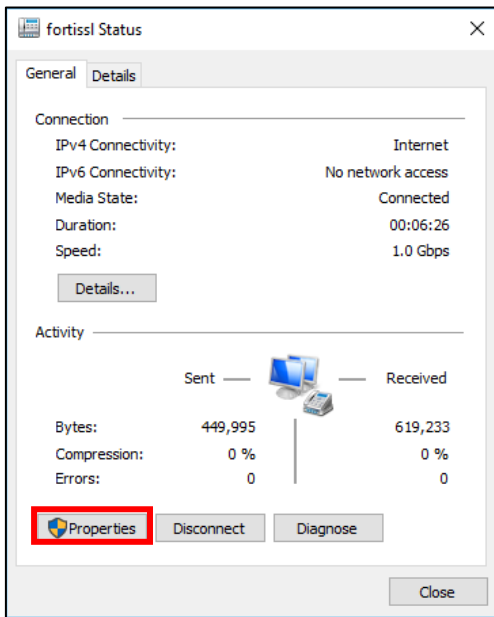 fortissl Status
General Details
Connection
IPv4 Connectivity: Internet
IPv6 Connectivity: No network access
Media State: Connected
Duration: 00:06:26
Speed: 1.0 Gbps
Details...
Activity
Sent Received
Bytes: 449,995 619,233
Compression: 0 % 0 %
Errors: 0 0
Properties Disconnect Diagnose
Close